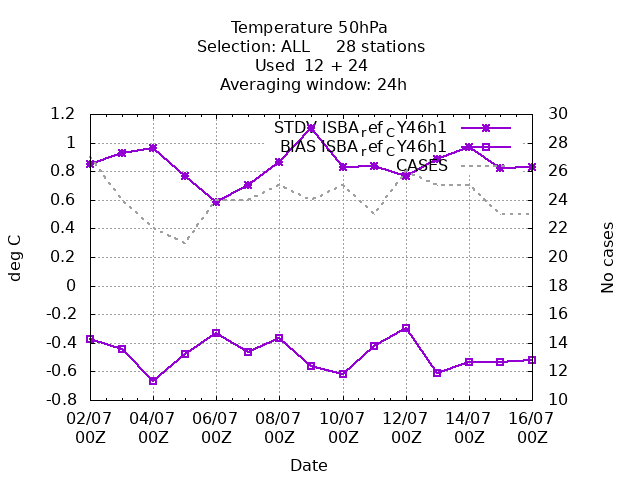 Temperature 50hPa
Selection: ALL 28 stations
Used 12 + 24
Averaging window: 24h
STDV ISBA_ref_CY46h1
BIAS ISBA_ref_CY46h1
CASES
1.2
1
0.8
0.6
0.4
0.2
0
-0.2
-0.4
-0.6
-0.8
deg C
30
28
26
24
22
20
18
16
14
12
10
No cases
02/07 04/07 06/07 08/07 10/07 12/07 14/07 16/07
00Z 00Z 00Z 00Z 00Z 00Z 00Z 00Z
Date